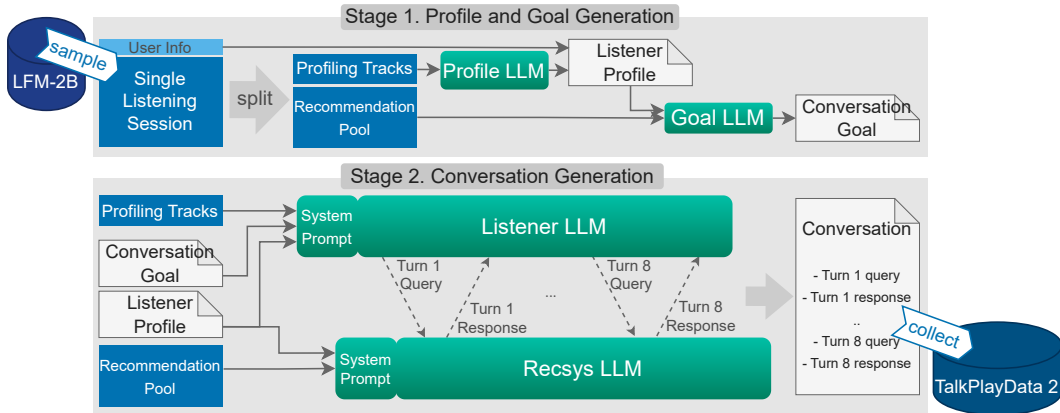 Stage 1. Profile and Goal Generation
LFM-2B
sample
User Info
Single
Listening
Session
split
Profiling Tracks
Recommendation
Pool
Profile LLM
Listener
Profile
Goal LLM
Conversation
Goal
Stage 2. Conversation Generation
Profiling Tracks
Conversation
Goal
Listener
Profile
Recommendation
Pool
System
Prompt
Listener LLM
Turn 1
Query
Turn 1
Response
...
Turn 8
Query
Turn 8
Response
System
Prompt
Recsys LLM
Conversation
- Turn 1 query
- Turn 1 response
..
- Turn 8 query
- Turn 8 response
collect
TalkPlayData 2